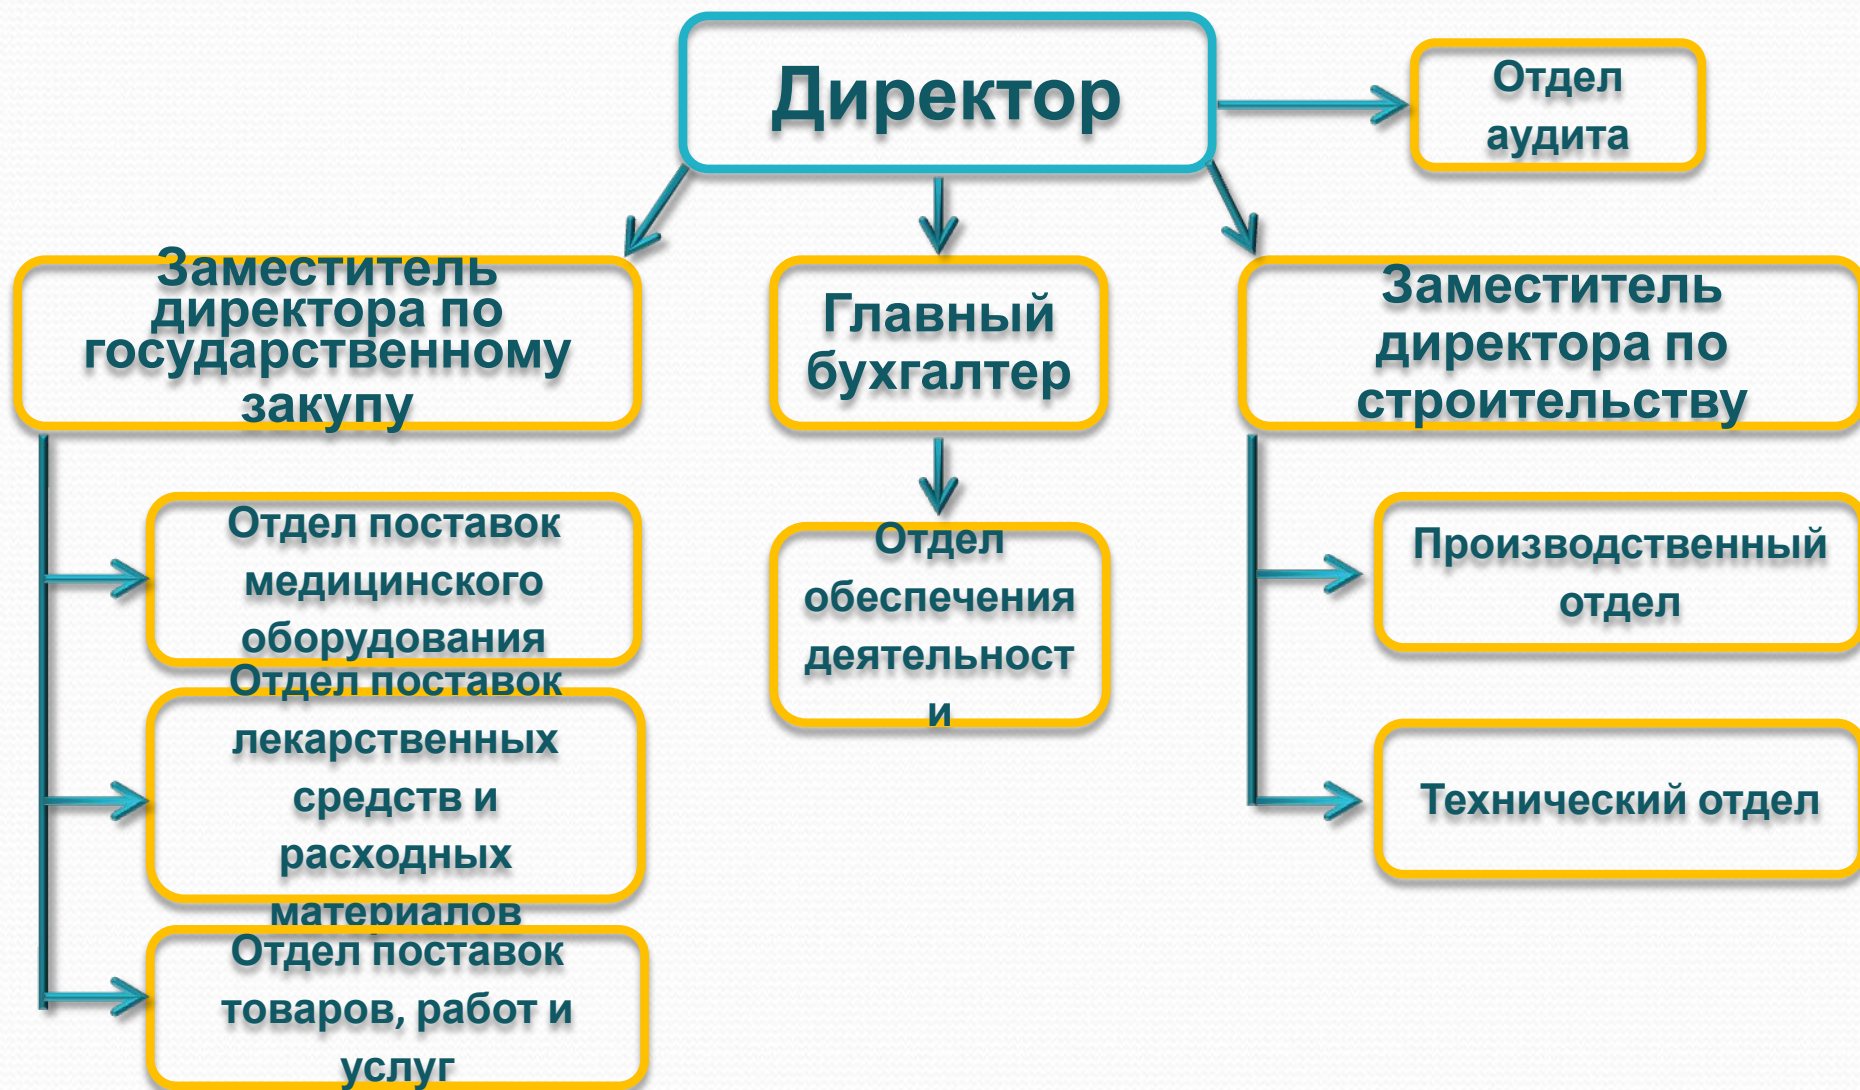 Директор
Отдел
аудита
Заместитель
директора по
государственному
закупу
Главный
бухгалтер
Заместитель
директора по
строительству
Отдел поставок
медицинского
оборудования
Отдел
обеспечения
деятельност
и
Производственный
отдел
Отдел поставок
лекарственных
средств и
расходных
материалов
Технический отдел
Отдел поставок
товаров, работ и
услуг